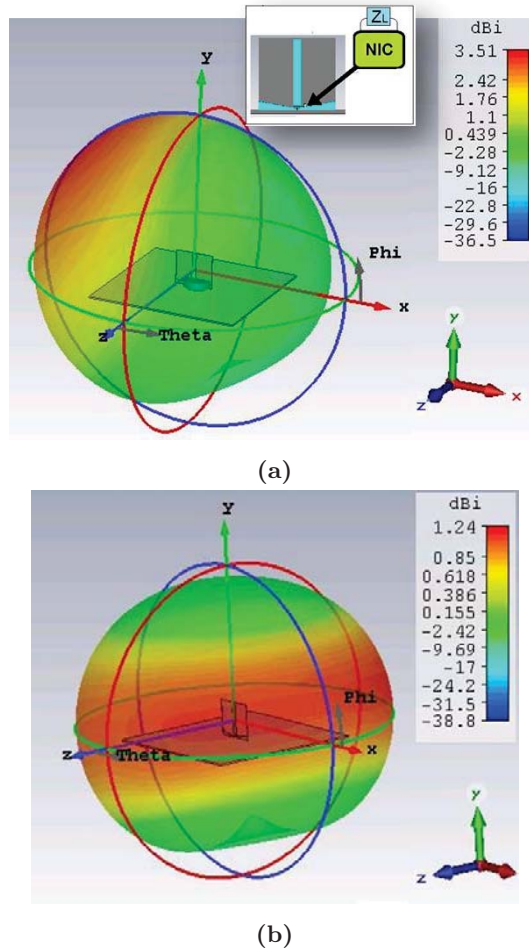 ZL
NIC
dBi
3.51
2.42
1.76
1.1
0.439
-2.28
-9.12
-16
-22.8
-29.6
-36.5
y
Phi
x
z
Theta
y
z
x
(a)
dBi
1.24
0.85
0.618
0.386
0.155
-2.42
-9.69
-17
-24.2
-31.5
-38.8
y
Phi
z
Theta
x
y
z
(b)